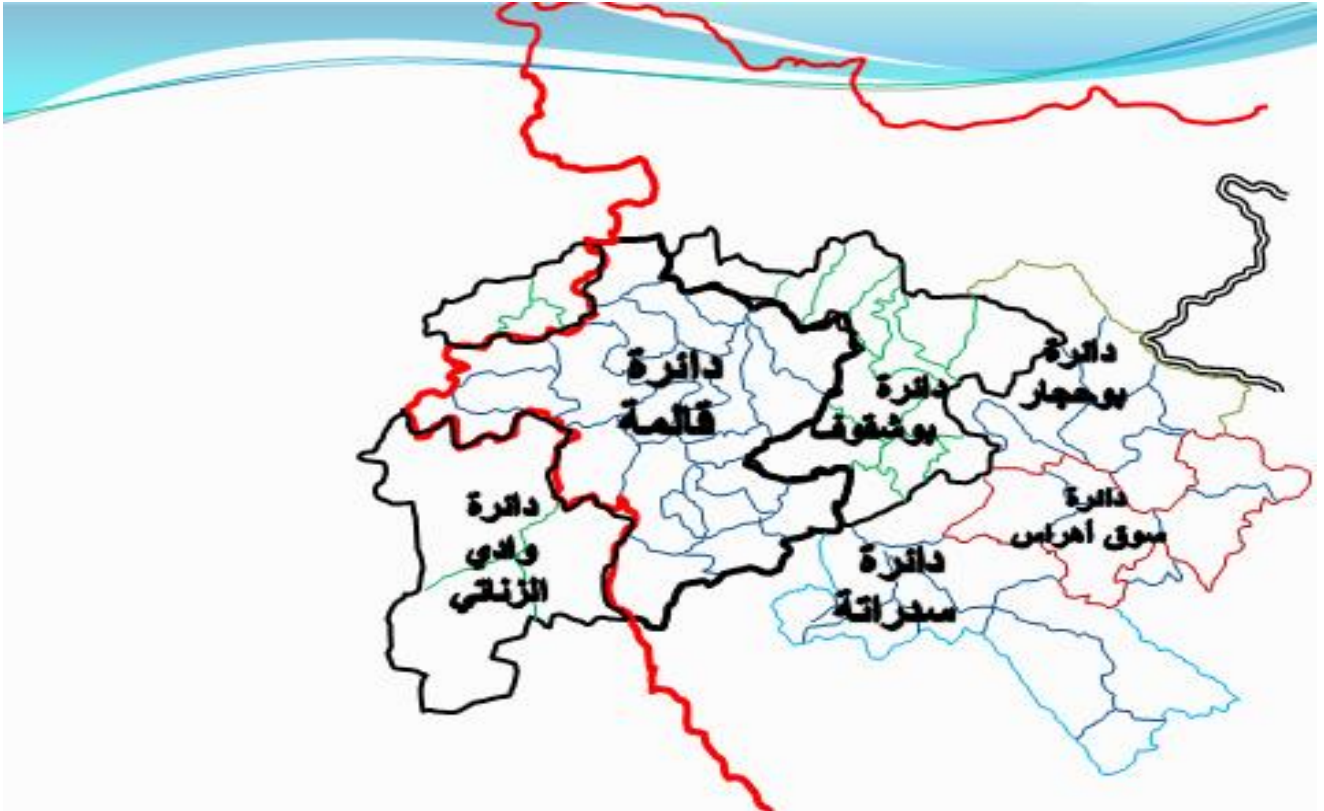 دائرة
قالمة
دائرة
بوشقوف
دائرة
بوحجار
دائرة
سوق أهراس
دائرة
سدراتة
دائرة
وادي
الزناتي